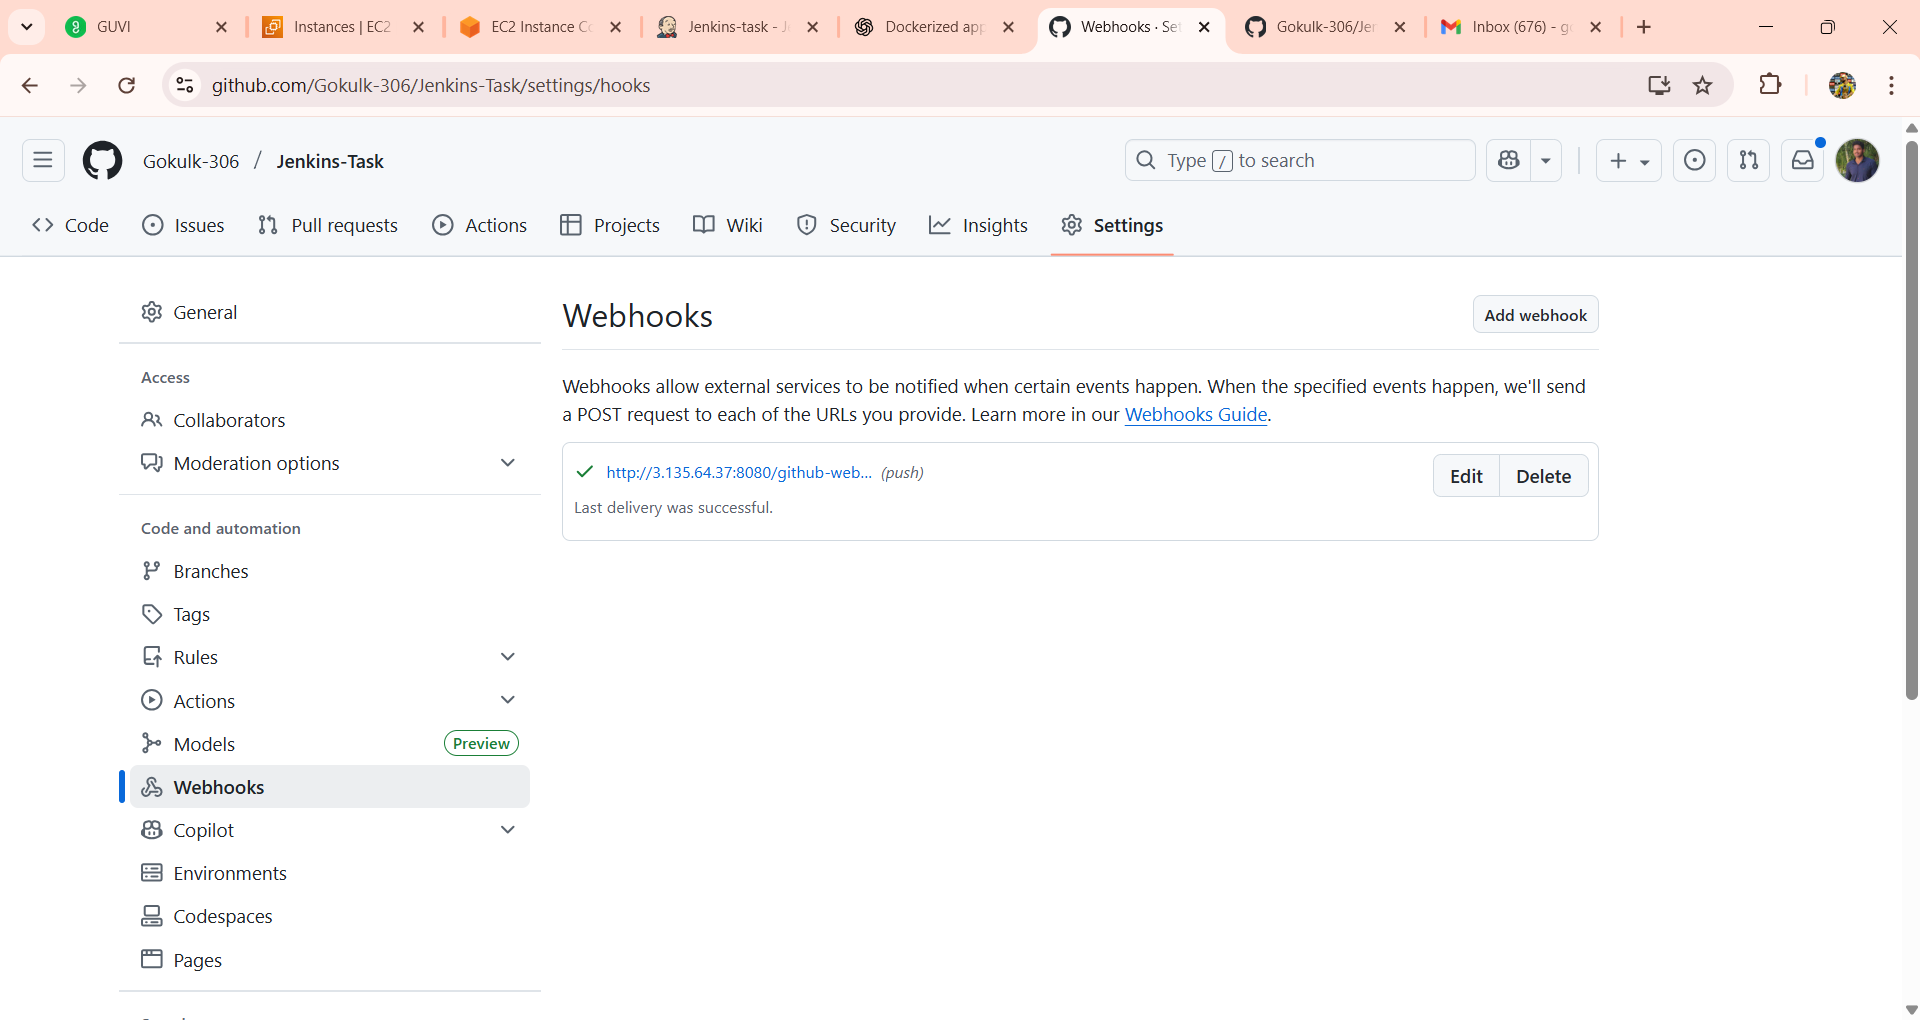 GUVI
Instances | EC2
EC2 Instance Co
Jenkins-task - J
Dockerized app
Webhooks · Set
Gokulk-306/Jen
Inbox (676) - go
github.com/Gokulk-306/Jenkins-Task/settings/hooks
Gokulk-306 / Jenkins-Task
Type / to search
Code
Issues
Pull requests
Actions
Projects
Wiki
Security
Insights
Settings
General
Access
Collaborators
Moderation options
Code and automation
Branches
Tags
Rules
Actions
Models
Preview
Webhooks
Copilot
Environments
Codespaces
Pages
Webhooks
Add webhook
Webhooks allow external services to be notified when certain events happen. When the specified events happen, we'll send
a POST request to each of the URLs you provide. Learn more in our Webhooks Guide.
http://3.135.64.37:8080/github-web... (push)
Edit
Delete
Last delivery was successful.